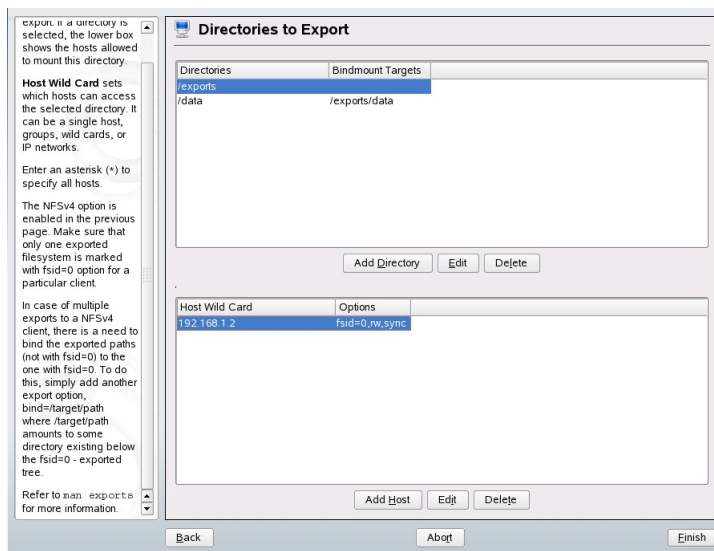 export. If a directory is
selected, the lower box
shows the hosts allowed
to mount this directory.
Host Wild Card sets
which hosts can access
the selected directory. It
can be a single host,
groups, wild cards, or
IP networks.
Enter an asterisk (*) to
specify all hosts.
The NFSv4 option is
enabled in the previous
page. Make sure that
only one exported
filesystem is marked
with fsid=0 option for a
particular client.
In case of multiple
exports to a NFSv4
client, there is a need to
bind the exported paths
(not with fsid=0) to the
one with fsid=0. To do
this, simply add another
export option,
bind=/target/path
where /target/path
amounts to some
directory existing below
the fsid=0 - exported
tree.
Refer to man exports
for more information.
Directories to Export
Directories Bindmount Targets
/exports
/data /exports/data
Add Directory Edit Delete
Host Wild Card Options
192.168.1.2 fsid=0,rw,sync
Add Host Edit Delete
Back Abort Finish